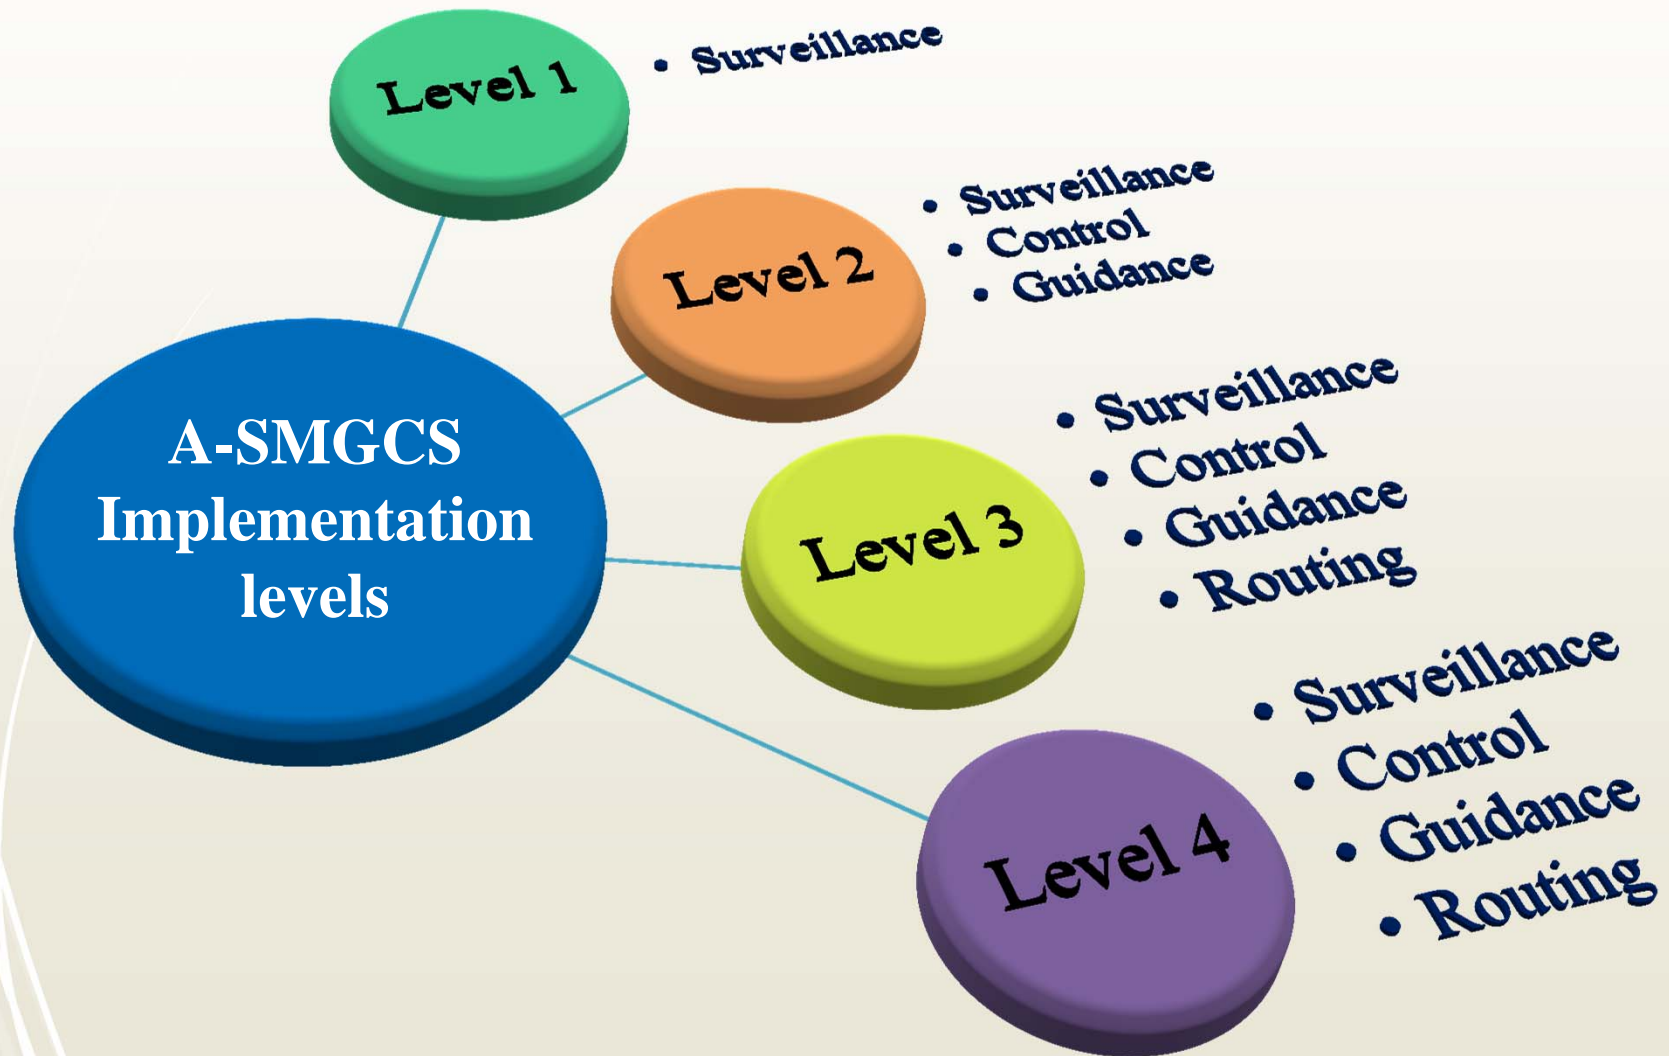 A-SMGCS
Implementation
levels
Level 1
• Surveillance
Level 2
• Surveillance
• Control
• Guidance
Level 3
• Surveillance
• Control
• Guidance
• Routing
Level 4
• Surveillance
• Control
• Guidance
• Routing